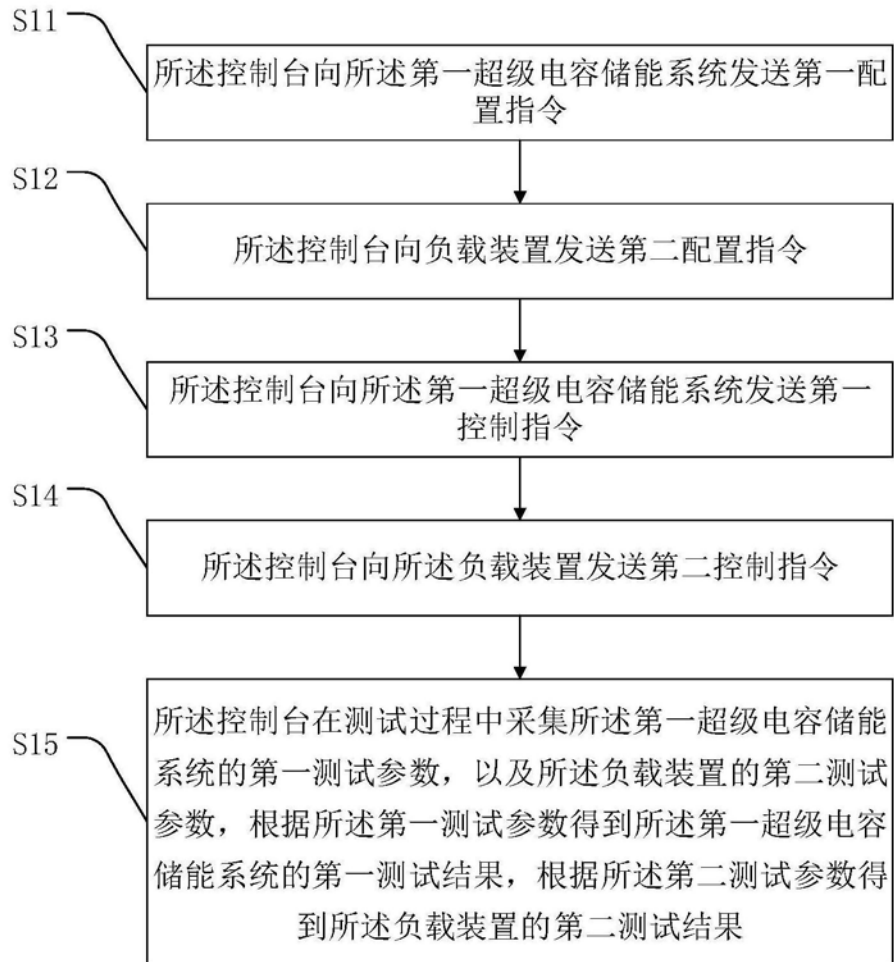 S11
所述控制台向所述第一超级电容储能系统发送第一配
置指令
S12
所述控制台向负载装置发送第二配置指令
S13
所述控制台向所述第一超级电容储能系统发送第一
控制指令
S14
所述控制台向所述负载装置发送第二控制指令
S15
所述控制台在测试过程中采集所述第一超级电容储能
系统的第一测试参数，以及所述负载装置的第二测试
参数，根据所述第一测试参数得到所述第一超级电容
储能系统的第一测试结果，根据所述第二测试参数得
到所述负载装置的第二测试结果